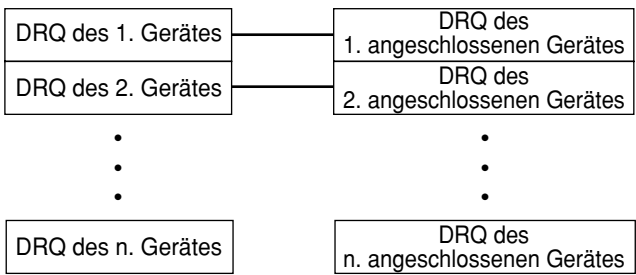 DRQ des 1. Gerätes
DRQ des
1. angeschlossenen Gerätes
DRQ des 2. Gerätes
DRQ des
2. angeschlossenen Gerätes
DRQ des n. Gerätes
DRQ des
n. angeschlossenen Gerätes